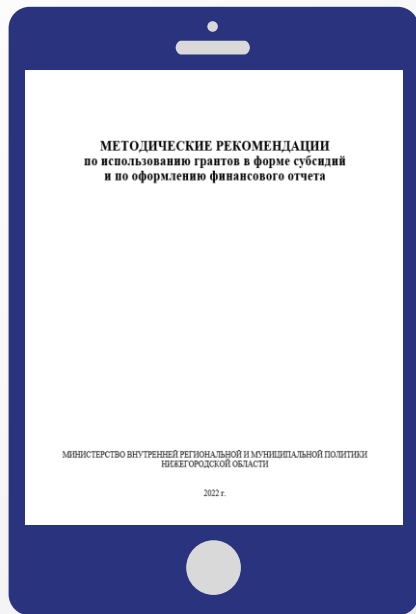 МЕТОДИЧЕСКИЕ РЕКОМЕНДАЦИИ
по использованию грантов в форме субсидий
и по оформлению финансового отчета
МИНИСТЕРСТВО ВНУТРЕННЕЙ РЕГИОНАЛЬНОЙ И МУНИЦИПАЛЬНОЙ ПОЛИТИКИ
НИЖЕГОРОДСКОЙ ОБЛАСТИ
2022 г.